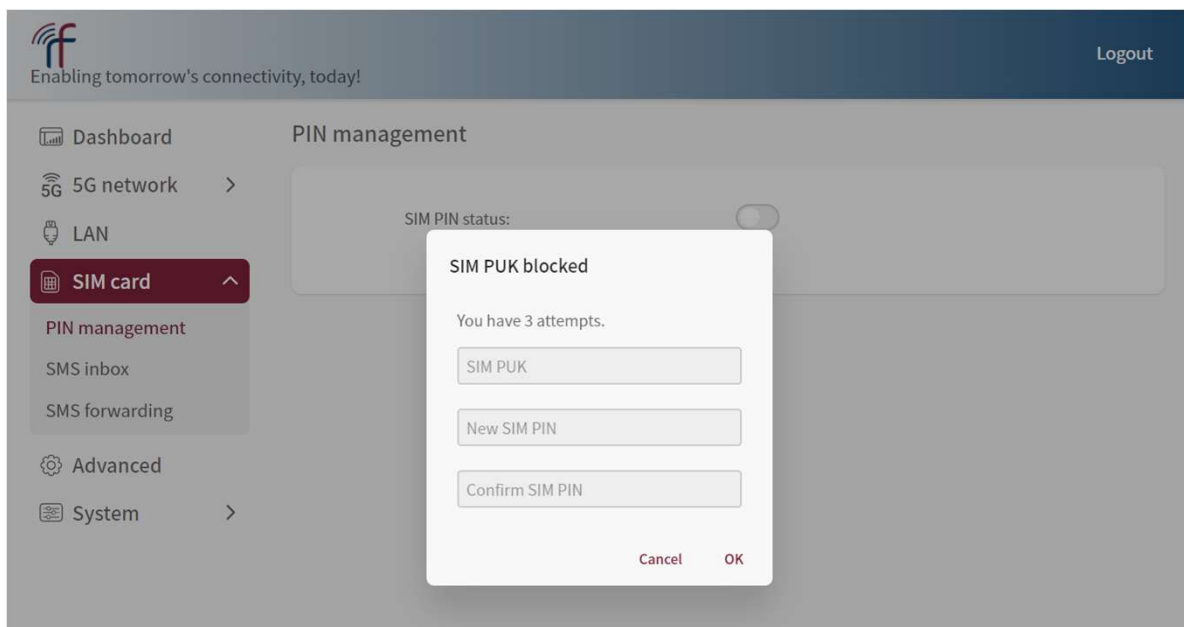 Enabling tomorrow's connectivity, today!
Logout
Dashboard
5G
5G network
LAN
SIM card
PIN management
SMS inbox
SMS forwarding
Advanced
System
PIN management
SIM PIN status:
SIM PUK blocked
You have 3 attempts.
SIM PUK
New SIM PIN
Confirm SIM PIN
Cancel OK